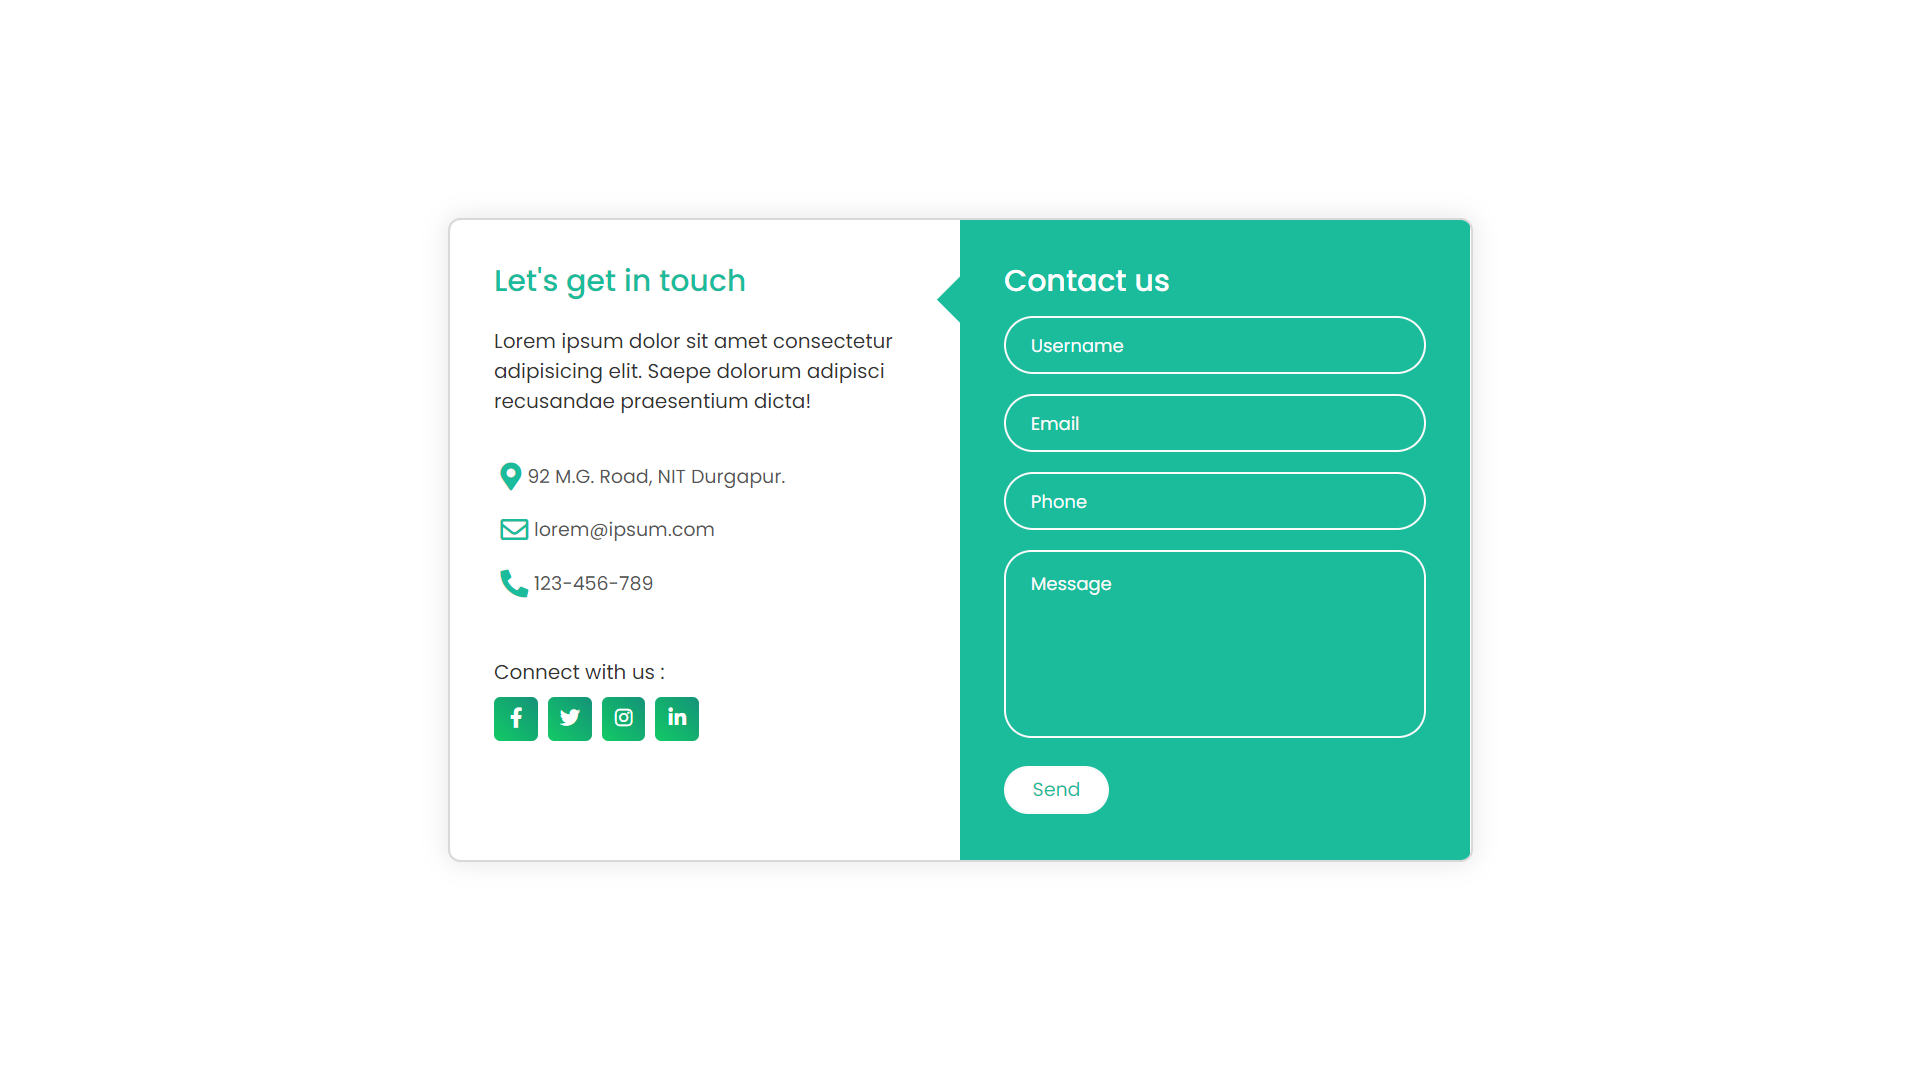 Let's get in touch
Lorem ipsum dolor sit amet consectetur
adipisicing elit. Saepe dolorum adipisci
recusandae praesentium dicta!
92 M.G. Road, NIT Durgapur.
lorem@ipsum.com
123-456-789
Connect with us :
Contact us
Username
Email
Phone
Message
Send